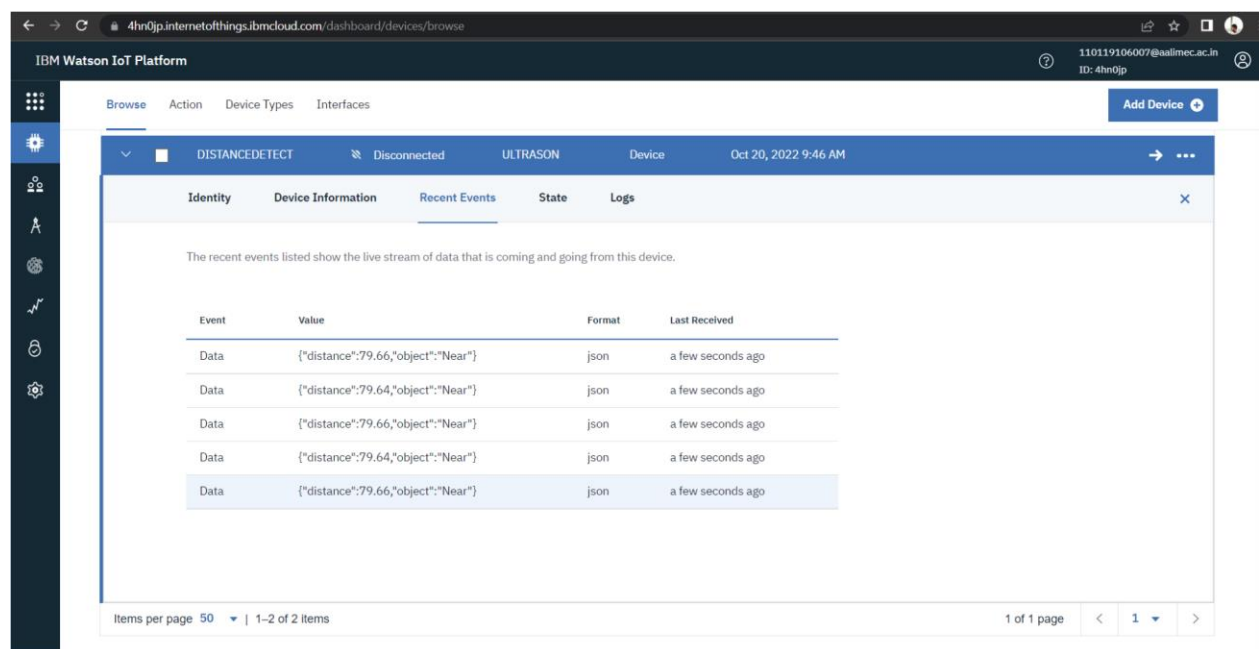 4hn0jp.internetofthings.ibmcloud.com/dashboard/devices/browse
IBM Watson IoT Platform
110119106007@aalimec.ac.in
ID: 4hn0jp
Browse Action Device Types Interfaces Add Device
DISTANCEDETECT Disconnected ULTRASON Device Oct 20, 2022 9:46 AM
Identity Device Information Recent Events State Logs
The recent events listed show the live stream of data that is coming and going from this device.
Event Value Format Last Received
Data {"distance":79.66,"object":"Near"} json a few seconds ago
Data {"distance":79.64,"object":"Near"} json a few seconds ago
Data {"distance":79.66,"object":"Near"} json a few seconds ago
Data {"distance":79.64,"object":"Near"} json a few seconds ago
Data {"distance":79.66,"object":"Near"} json a few seconds ago
Items per page 50 | 1–2 of 2 items 1 of 1 page < 1 >